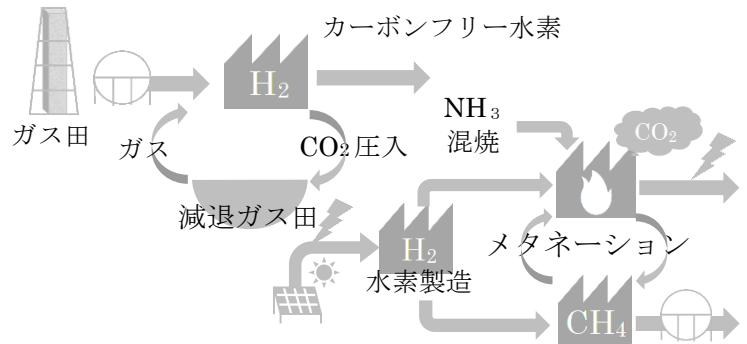 カーボンフリー水素
H₂
ガス田
ガス
CO₂圧入
減退ガス田
NH₃
混焼
CO₂
H₂
水素製造
メタネーション
CH₄